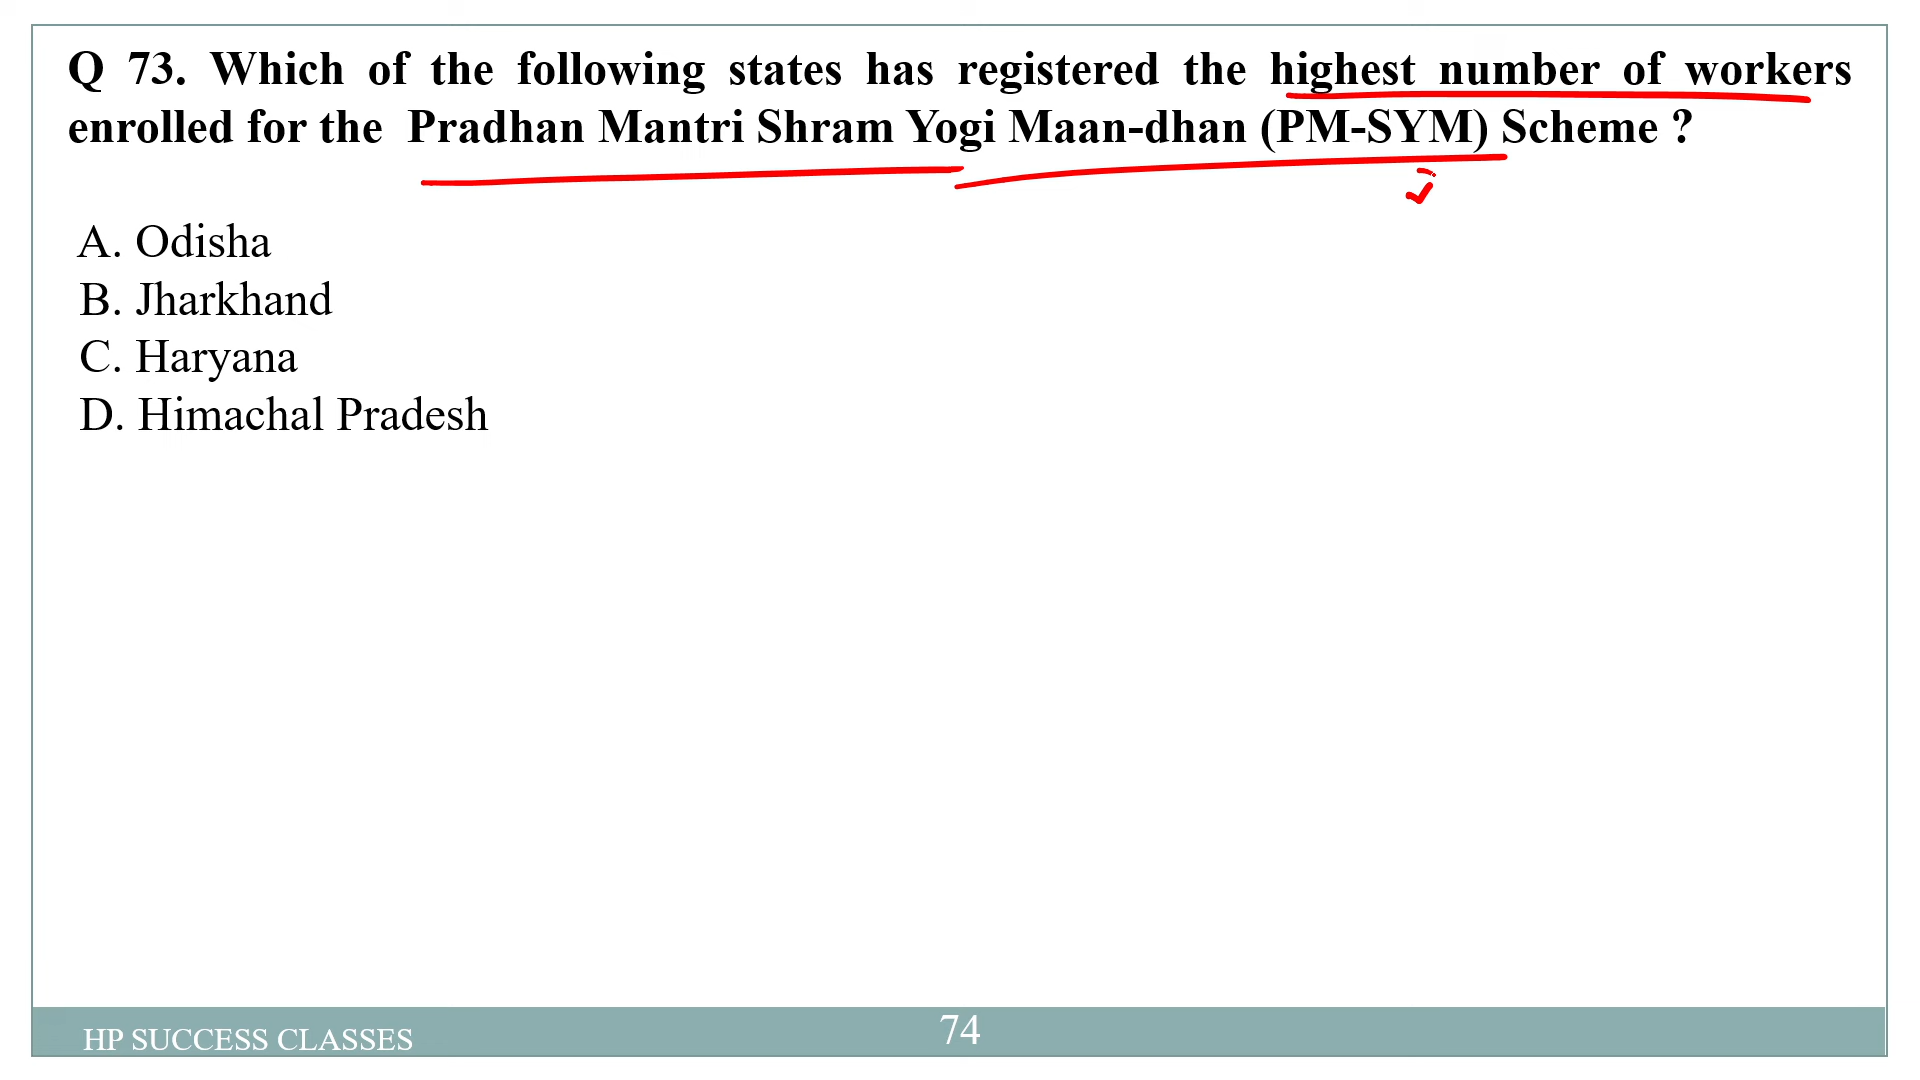 Q 73. Which of the following states has registered the highest number of workers
enrolled for the Pradhan Mantri Shram Yogi Maan-dhan (PM-SYM) Scheme ?
A. Odisha
B. Jharkhand
C. Haryana
D. Himachal Pradesh
HP SUCCESS CLASSES
74